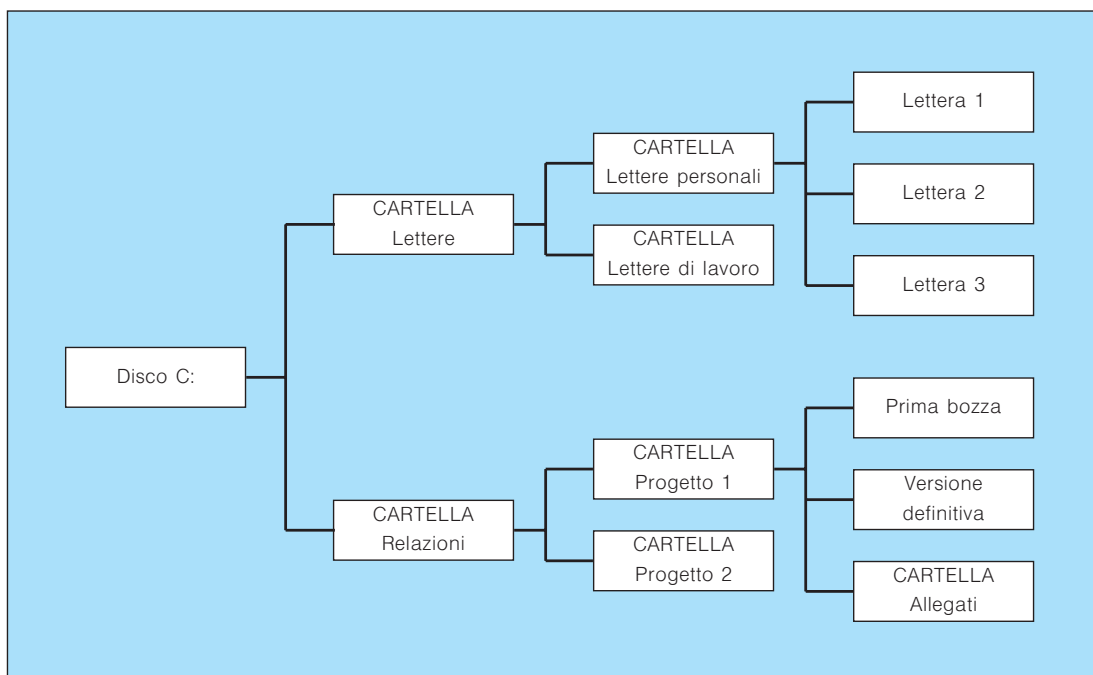 Disco C:
CARTELLA
Lettere
CARTELLA
Lettere personali
CARTELLA
Lettere di lavoro
Lettera 1
Lettera 2
Lettera 3
CARTELLA
Relazioni
CARTELLA
Progetto 1
CARTELLA
Progetto 2
Prima bozza
Versione
definitiva
CARTELLA
Allegati